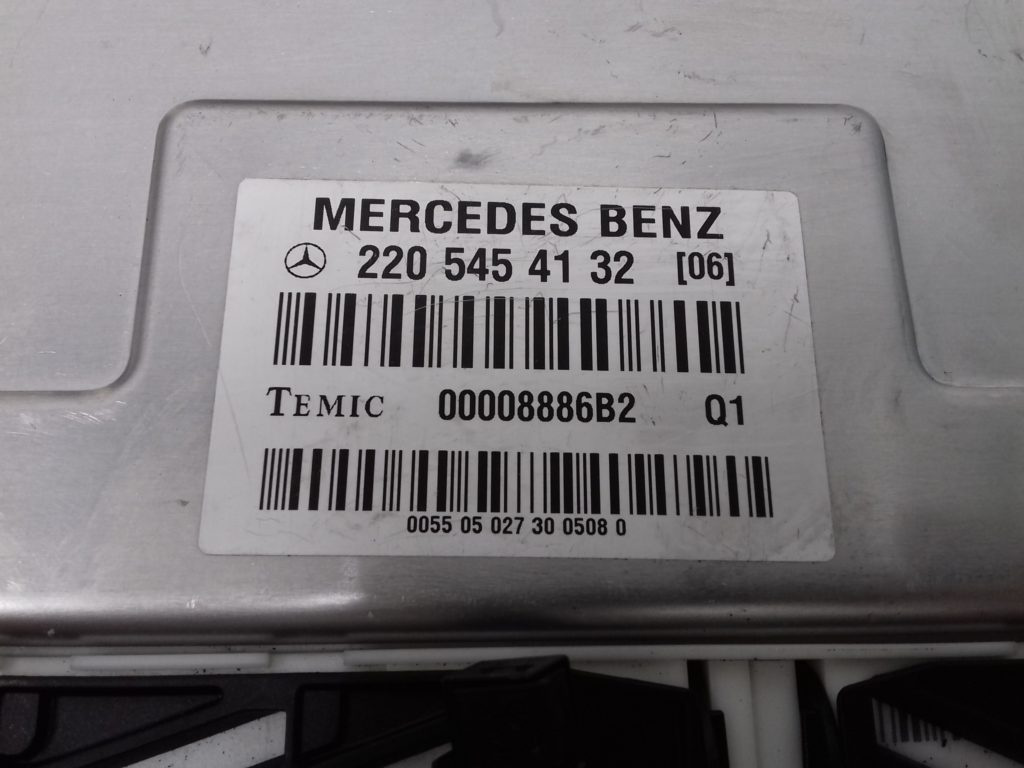 MERCEDES BENZ
220 545 41 32 [06]
TEMIC 00008886B2 Q1
0055 05 027 30 0508 0